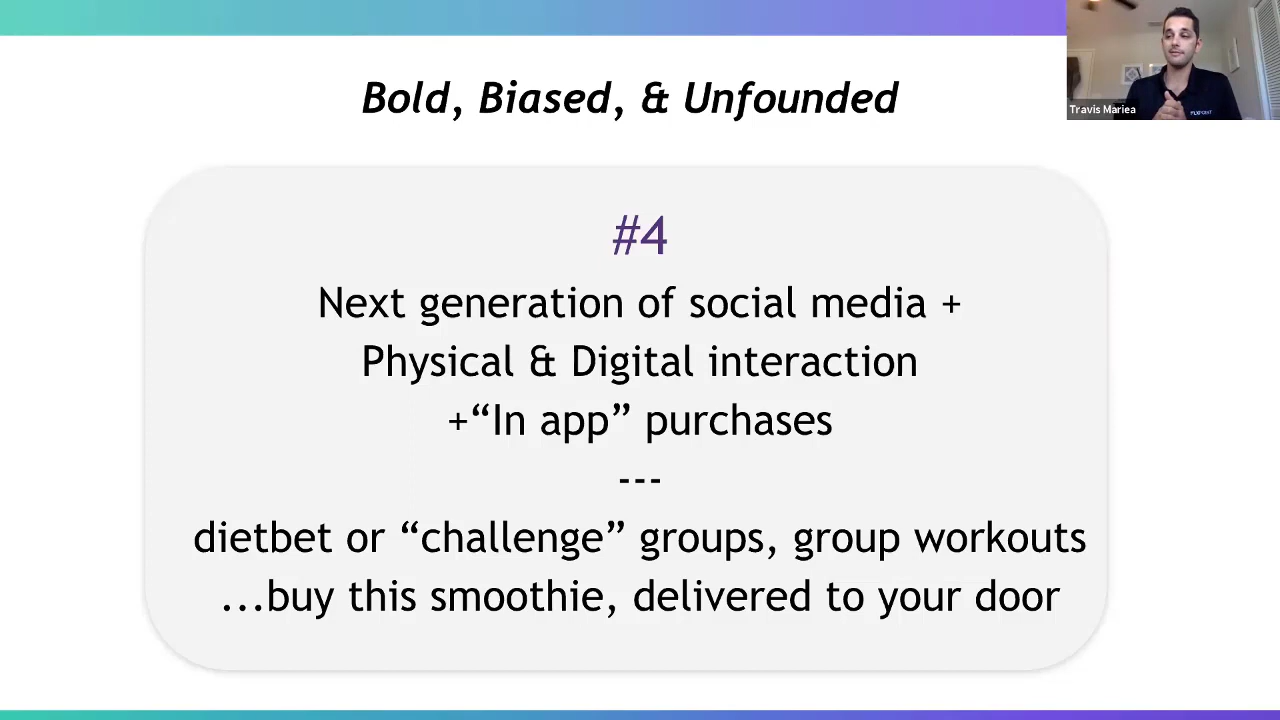 Bold, Biased, & Unfounded
Travis Mariea
#4
Next generation of social media +
Physical & Digital interaction
+“In app” purchases
---
dietbet or “challenge” groups, group workouts
...buy this smoothie, delivered to your door